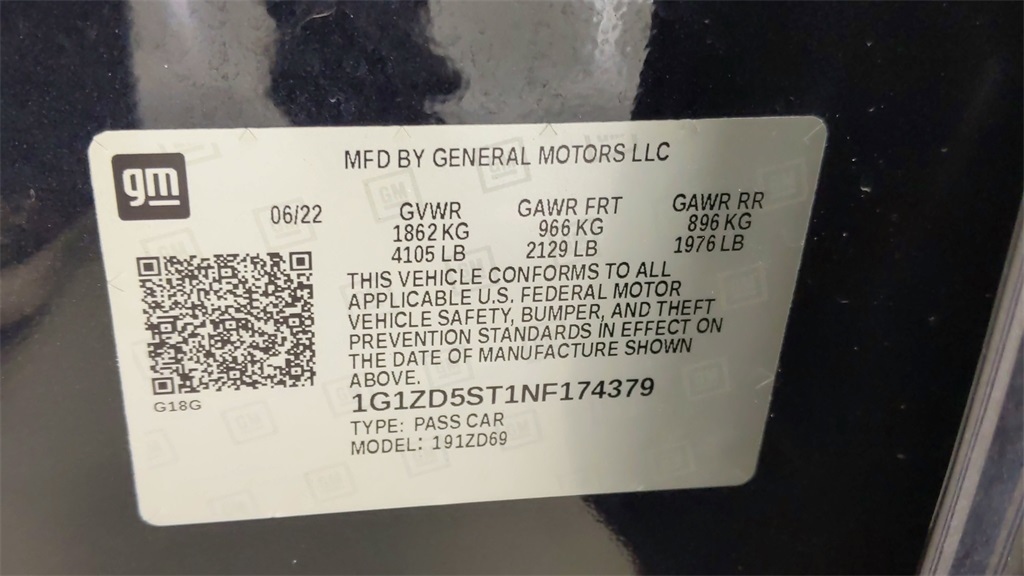 gm
MFD BY GENERAL MOTORS LLC
06/22 GVWR GAWR FRT GAWR RR
1862 KG 966 KG 896 KG
4105 LB 2129 LB 1976 LB
THIS VEHICLE CONFORMS TO ALL
APPLICABLE U.S. FEDERAL MOTOR
VEHICLE SAFETY, BUMPER, AND THEFT
PREVENTION STANDARDS IN EFFECT ON
THE DATE OF MANUFACTURE SHOWN
ABOVE.
G18G
1G1ZD5ST1NF174379
TYPE: PASS CAR
MODEL: 191ZD69